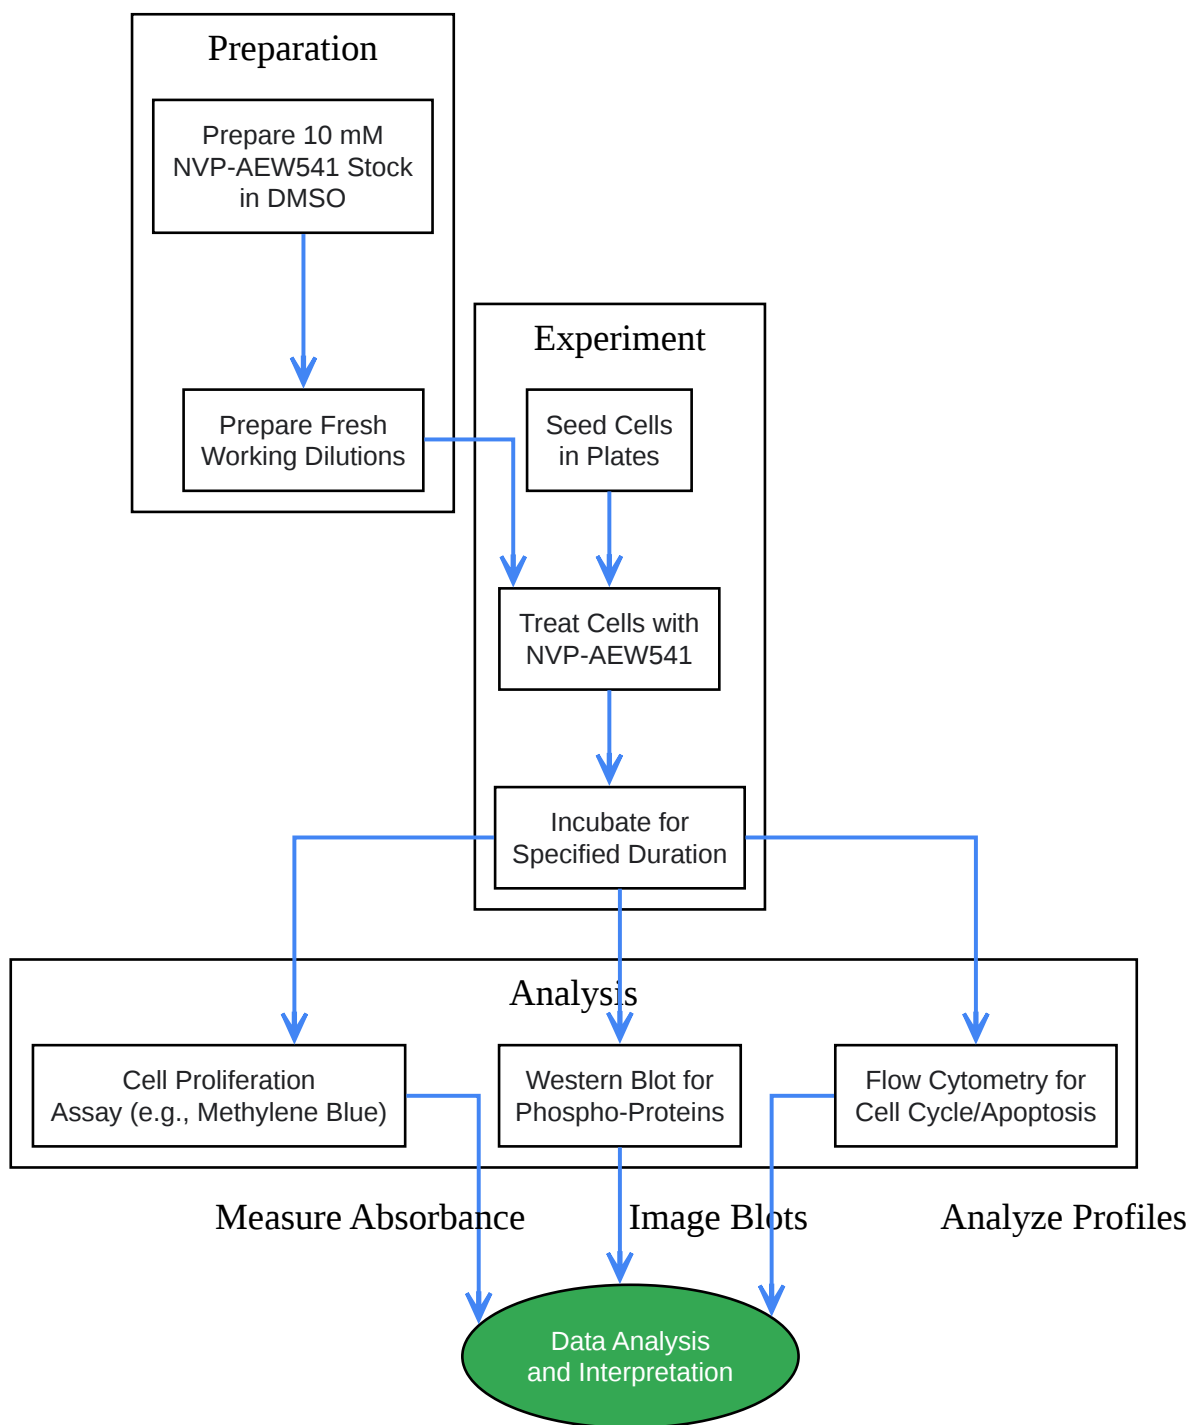 Preparation
Prepare 10 mM
NVP-AEW541 Stock
in DMSO
Prepare Fresh
Working Dilutions
Experiment
Seed Cells
in Plates
Treat Cells with
NVP-AEW541
Incubate for
Specified Duration
Analysis
Cell Proliferation
Assay (e.g., Methylene Blue)
Western Blot for
Phospho-Proteins
Flow Cytometry for
Cell Cycle/Apoptosis
Measure Absorbance
Image Blots
Analyze Profiles
Data Analysis
and Interpretation